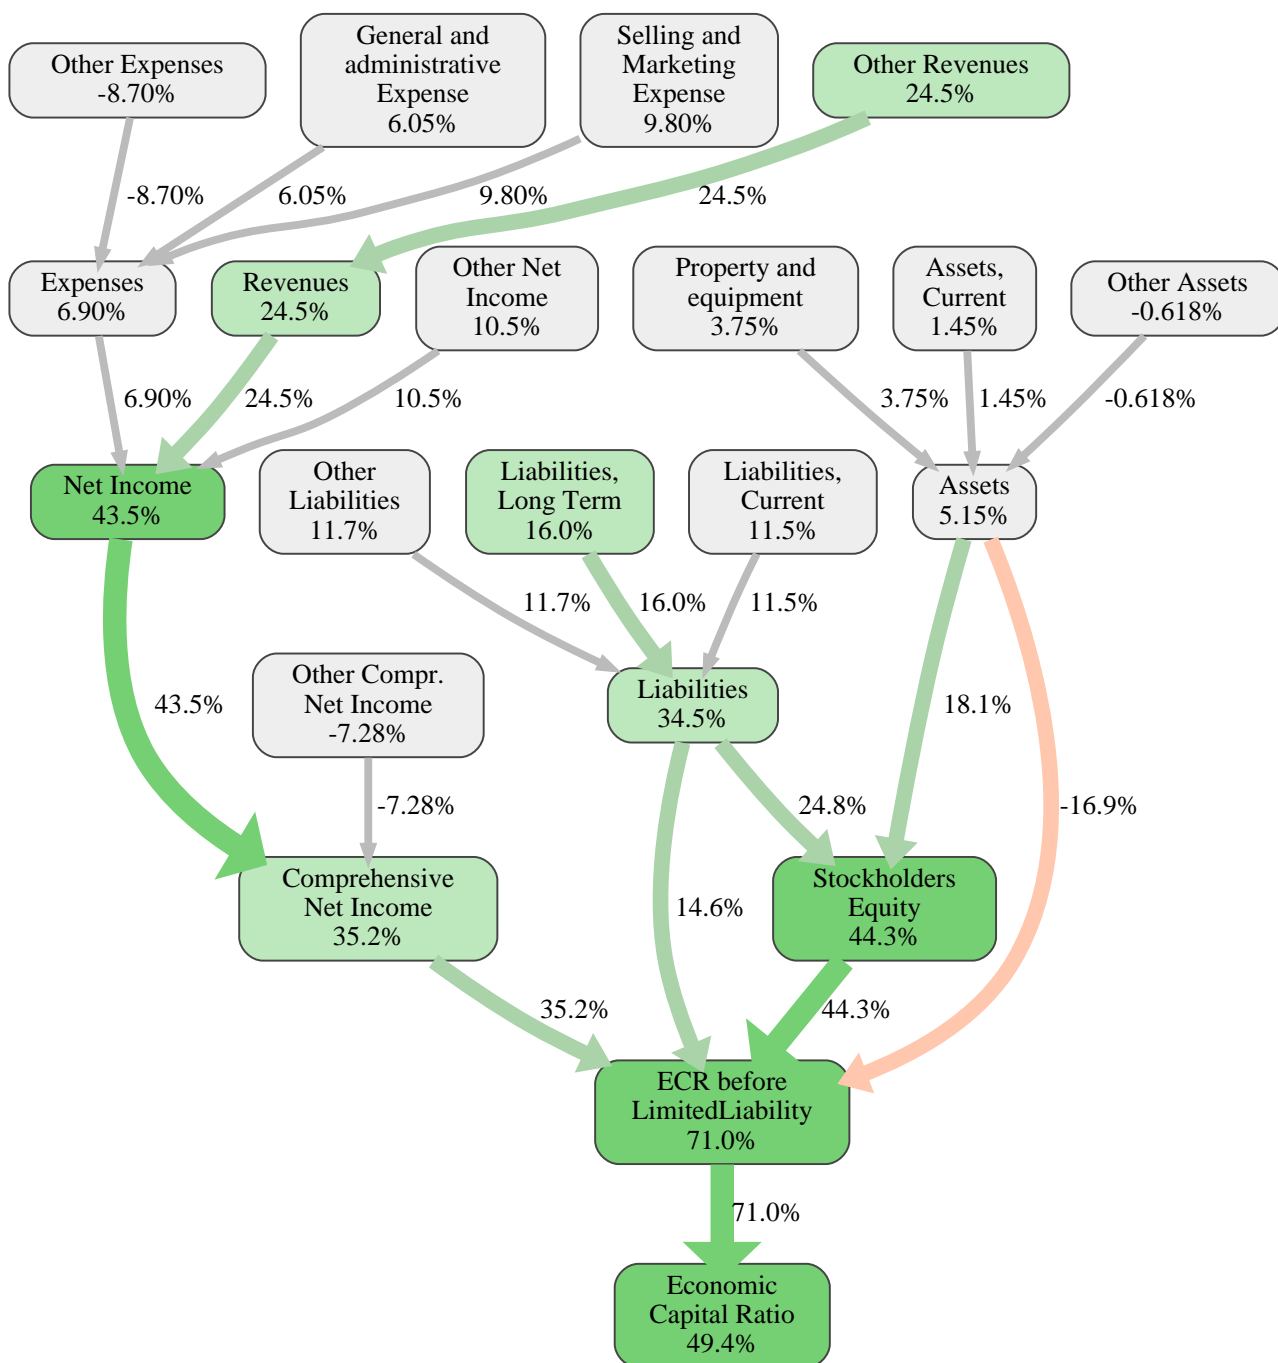 Other Expenses
-8.70%
General and
administrative
Expense
6.05%
Selling and
Marketing
Expense
9.80%
Other Revenues
24.5%
-8.70%
6.05%
9.80%
24.5%
Expenses
6.90%
Revenues
24.5%
Other Net
Income
10.5%
Property and
equipment
3.75%
Assets,
Current
1.45%
Other Assets
-0.618%
6.90%
24.5%
10.5%
3.75%
1.45%
-0.618%
Net Income
43.5%
Other
Liabilities
11.7%
Liabilities,
Long Term
16.0%
Liabilities,
Current
11.5%
Assets
5.15%
11.7%
16.0%
11.5%
43.5%
Other Compr.
Net Income
-7.28%
Liabilities
34.5%
18.1%
-7.28%
24.8%
-16.9%
Comprehensive
Net Income
35.2%
14.6%
Stockholders
Equity
44.3%
35.2%
44.3%
ECR before
LimitedLiability
71.0%
71.0%
Economic
Capital Ratio
49.4%